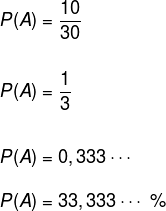 P(A) = 10/30
P(A) = 1/3
P(A) = 0,333⋯
P(A) = 33,333⋯ %